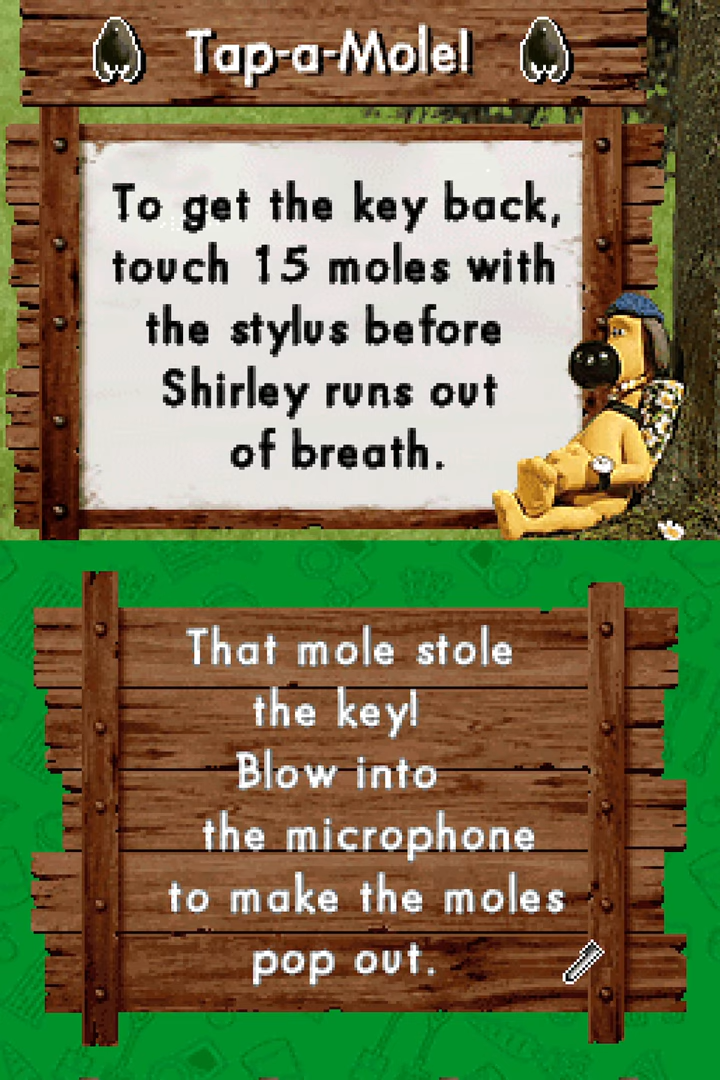 Tap-a-Mole!
To get the key back,
touch 15 moles with
the stylus before
Shirley runs out
of breath.
That mole stole
the key!
Blow into
the microphone
to make the moles
pop out.